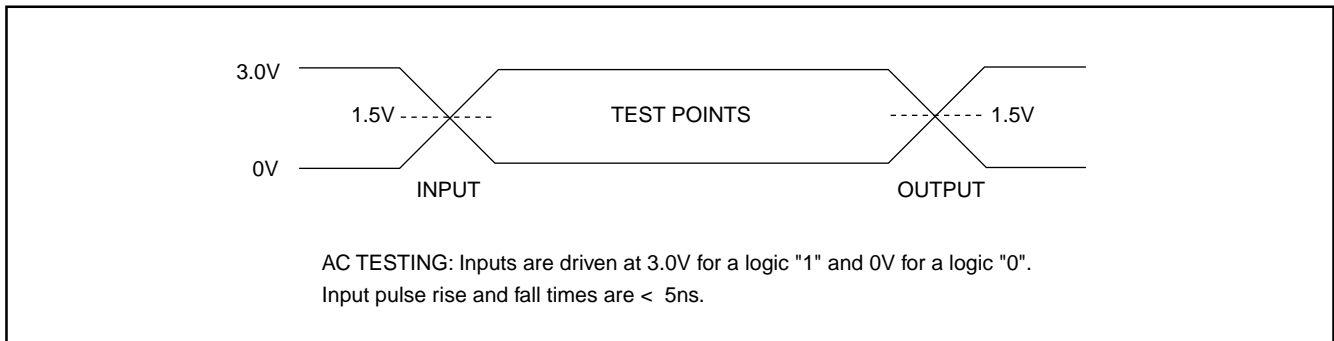 3.0V
1.5V TEST POINTS 1.5V
0V
INPUT OUTPUT
AC TESTING: Inputs are driven at 3.0V for a logic "1" and 0V for a logic "0".
Input pulse rise and fall times are < 5ns.